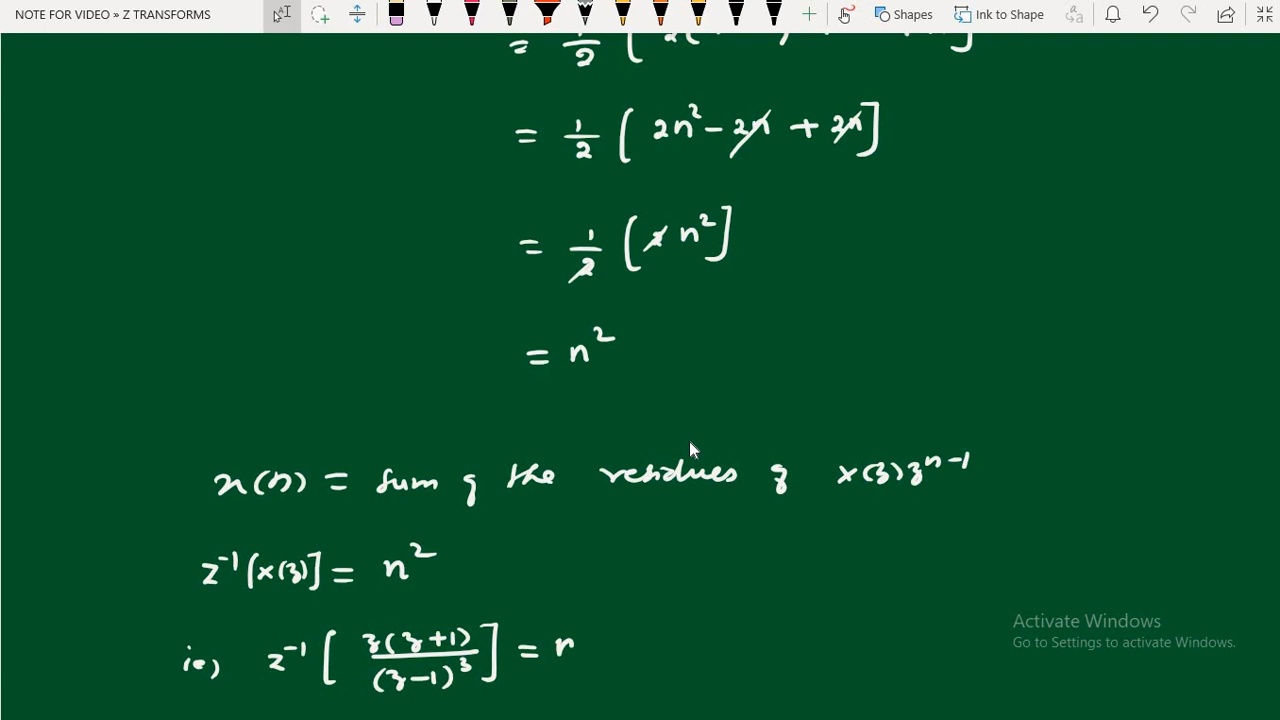 NOTE FOR VIDEO » Z TRANSFORMS Shapes Ink to Shape
= 1/2 [ 2n² - 2n + 2n ]
= 1/2 [ 2 n² ]
= n²
x(n) = sum of the residues of X(z) z^(n-1)
z⁻¹[X(z)] = n²
ie) z⁻¹ [ z(z+1) / (z-1)³ ] = n
Activate Windows
Go to Settings to activate Windows.